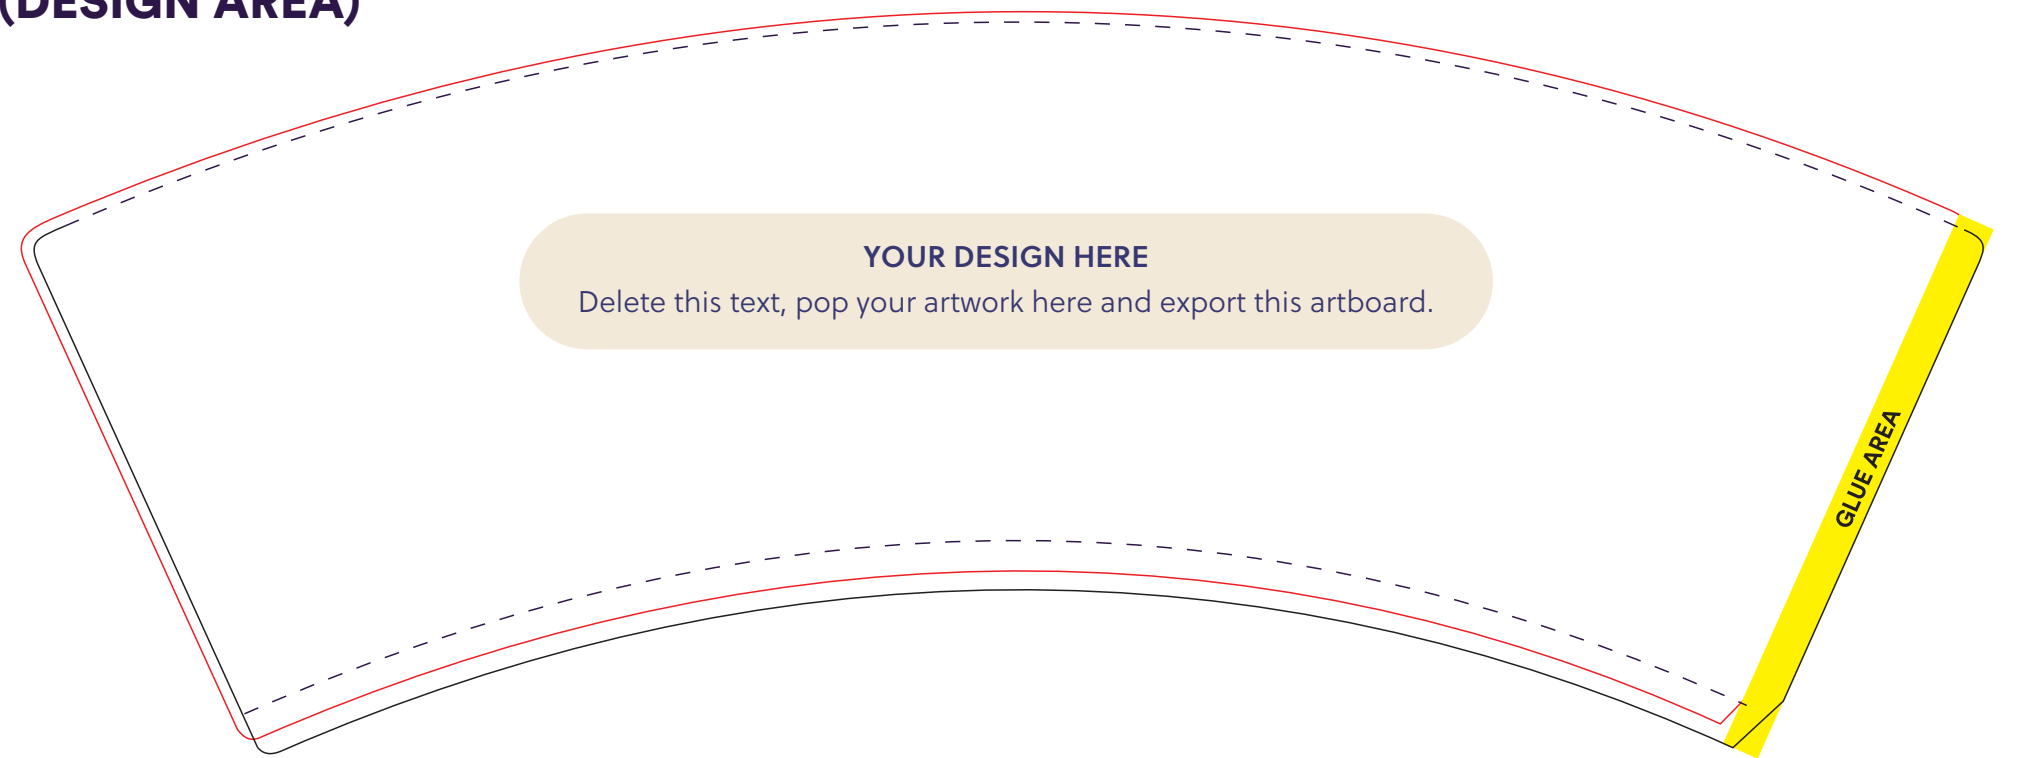 (DESIGN AREA)
YOUR DESIGN HERE
Delete this text, pop your artwork here and export this artboard.
GLUE AREA